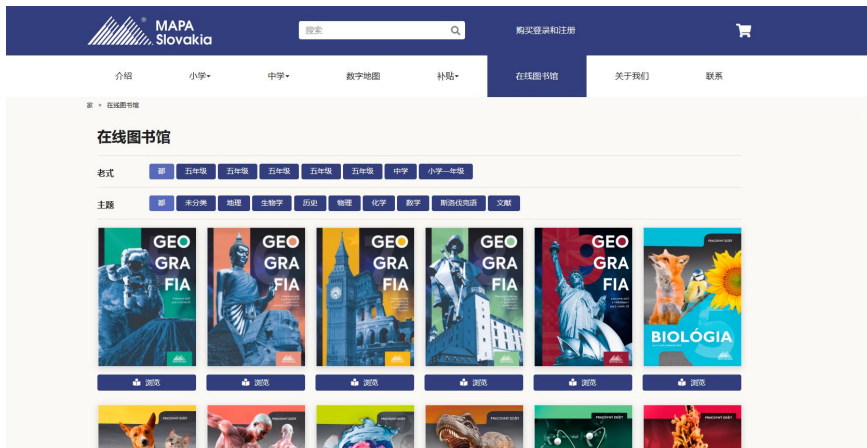 MAPA
Slovakia
搜索
购买登录和注册
介绍 小学 中学 数字地图 补贴 在线图书馆 关于我们 联系
家 > 在线图书馆
在线图书馆
老式 都 五年级 五年级 五年级 五年级 五年级 中学 小学一年级
主题 都 未分类 地理 生物学 历史 物理 化学 数学 斯洛伐克语 文献
GEO
GRA
FIA
GEO
GRA
FIA
GEO
GRA
FIA
GEO
GRA
FIA
GEO
GRA
FIA
PRACOVNÝ ZOŠIT
BIOLÓGIA
浏览 浏览 浏览 浏览 浏览 浏览
PRACOVNÝ ZOŠIT PRACOVNÝ ZOŠIT PRACOVNÝ ZOŠIT PRACOVNÝ ZOŠIT PRACOVNÝ ZOŠIT PRACOVNÝ ZOŠIT